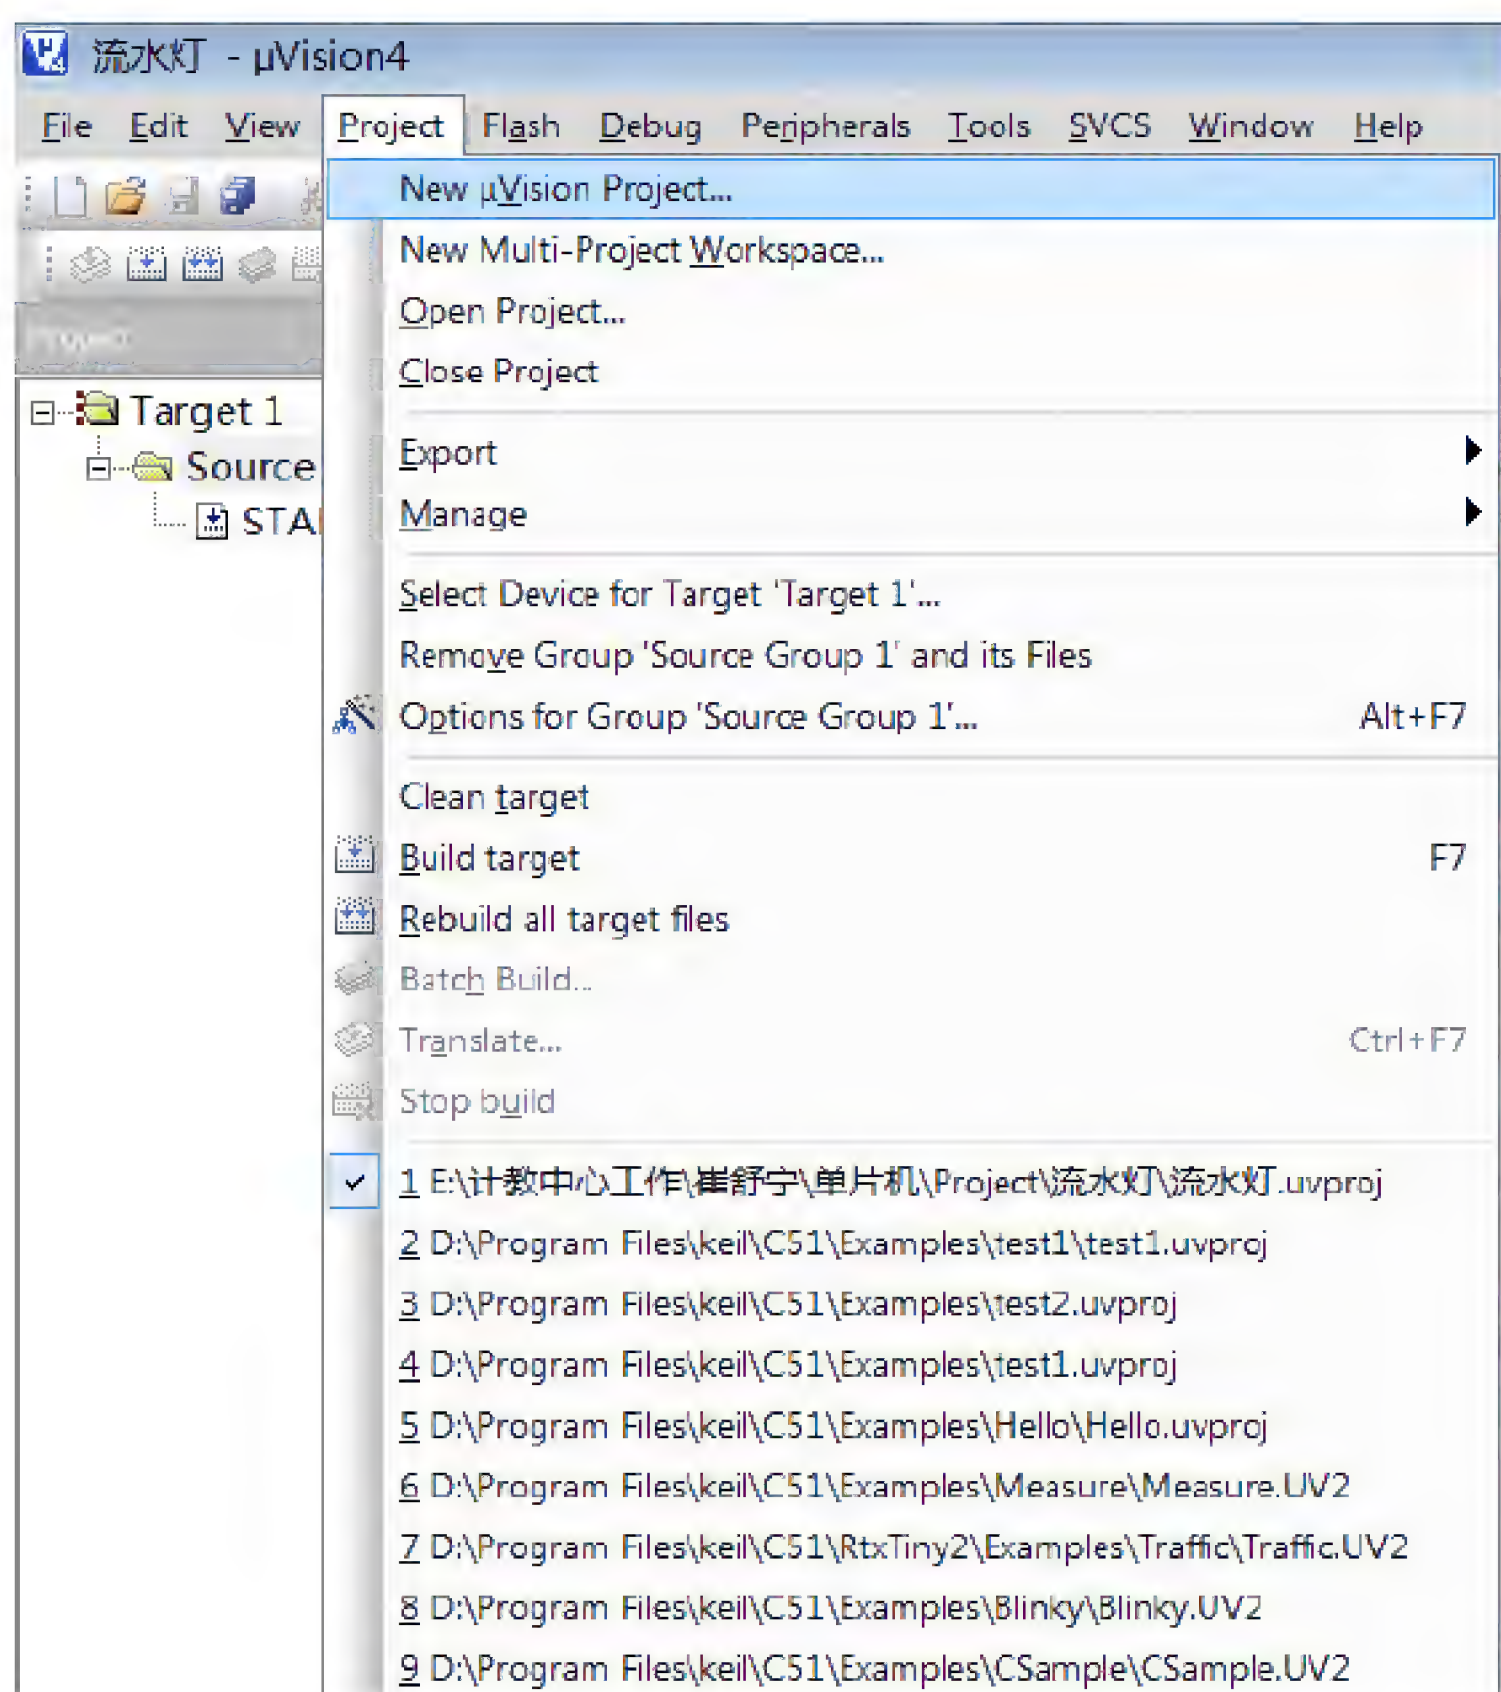 流水灯 - µVision4
File Edit View Project Flash Debug Peripherals Tools SVCS Window Help
New µVision Project...
New Multi-Project Workspace...
Open Project...
Close Project
Project
Target 1
Source
STA
Export
Manage
Select Device for Target 'Target 1'...
Remove Group 'Source Group 1' and its Files
Options for Group 'Source Group 1'... Alt+F7
Clean target
Build target F7
Rebuild all target files
Batch Build...
Translate... Ctrl+F7
Stop build
1 E:\计教中心工作\崔舒宁\单片机\Project\流水灯\流水灯.uvproj
2 D:\Program Files\keil\C51\Examples\test1\test1.uvproj
3 D:\Program Files\keil\C51\Examples\test2.uvproj
4 D:\Program Files\keil\C51\Examples\test1.uvproj
5 D:\Program Files\keil\C51\Examples\Hello\Hello.uvproj
6 D:\Program Files\keil\C51\Examples\Measure\Measure.UV2
7 D:\Program Files\keil\C51\RtxTiny2\Examples\Traffic\Traffic.UV2
8 D:\Program Files\keil\C51\Examples\Blinky\Blinky.UV2
9 D:\Program Files\keil\C51\Examples\CSample\CSample.UV2